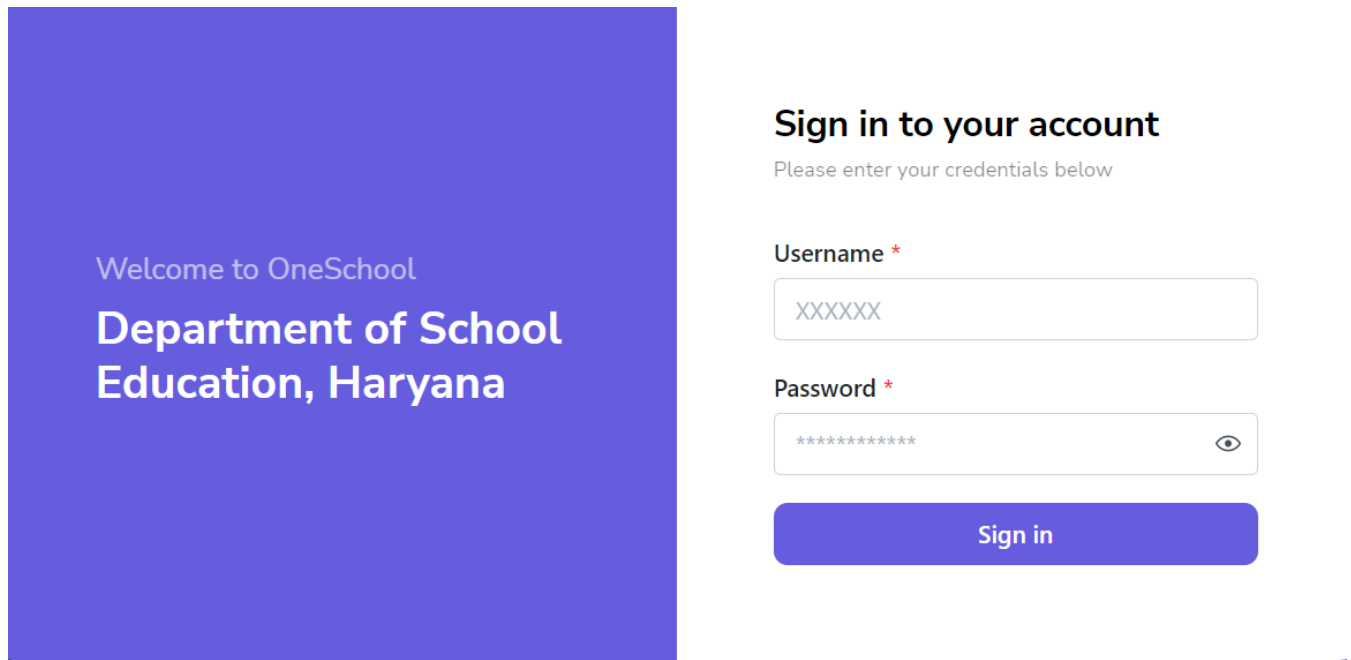 Welcome to OneSchool
Department of School
Education, Haryana
Sign in to your account
Please enter your credentials below
Username *
XXXXXX
Password *
************
Sign in